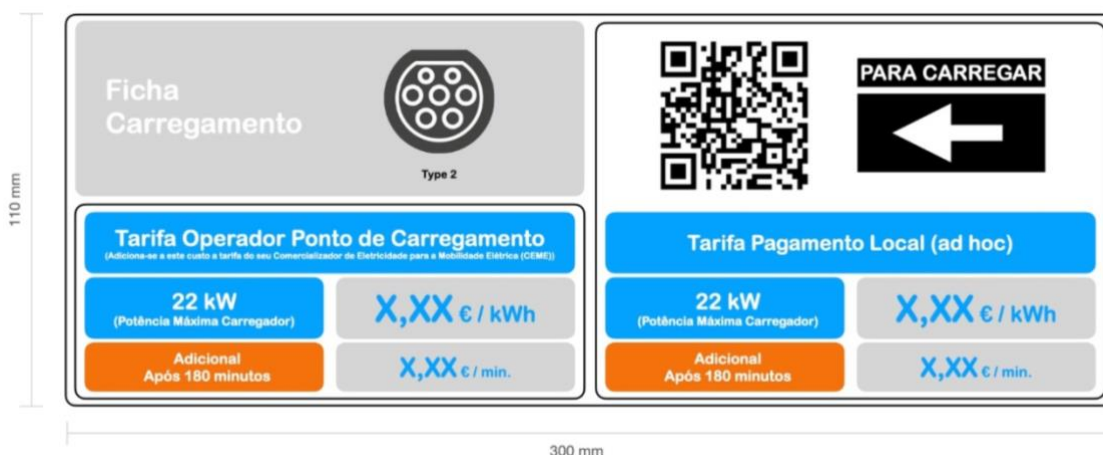 Ficha
Carregamento
Type 2
PARA CARREGAR
Tarifa Operador Ponto de Carregamento
(Adiciona-se a este custo a tarifa do seu Comercializador de Eletricidade para a Mobilidade Elétrica (CEME))
22 kW
(Potência Máxima Carregador)
X,XX € / kWh
Adicional
Após 180 minutos
X,XX € / min.
Tarifa Pagamento Local (ad hoc)
22 kW
(Potência Máxima Carregador)
X,XX € / kWh
Adicional
Após 180 minutos
X,XX € / min.
110 mm
300 mm